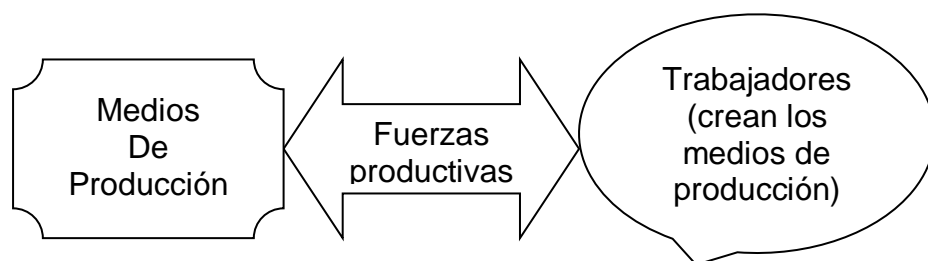 Medios
De
Producción
Fuerzas
productivas
Trabajadores
(crean los
medios de
producción)